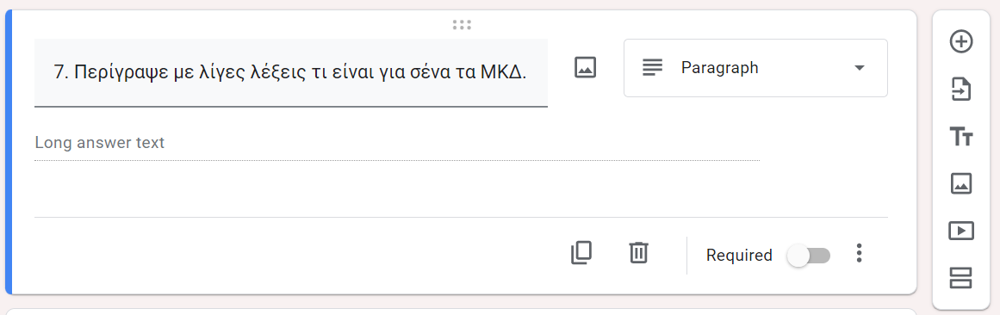 7. Περίγραψε με λίγες λέξεις τι είναι για σένα τα ΜΚΔ.
Paragraph
Long answer text
Required